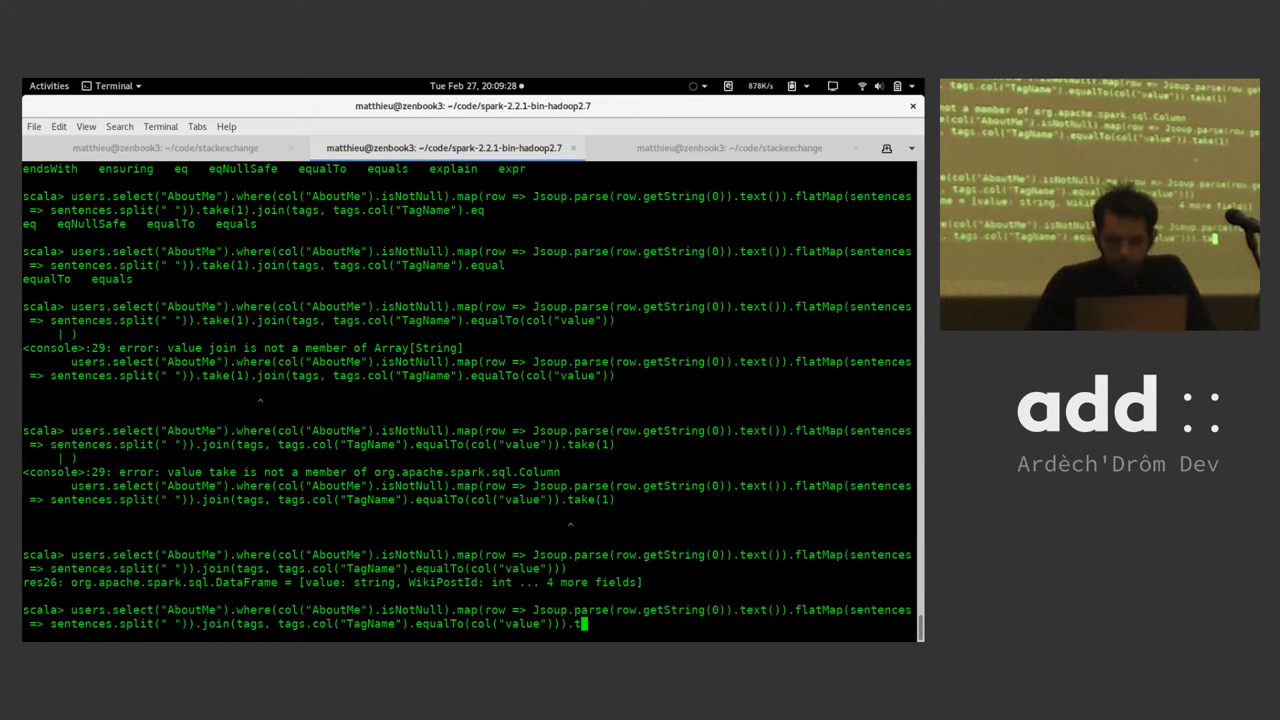 Activities Terminal Tue Feb 27, 20:09:28 878K/s
matthieu@zenbook3: ~/code/spark-2.2.1-bin-hadoop2.7 ×
File Edit View Search Terminal Tabs Help
matthieu@zenbook3: ~/code/stackexchange × matthieu@zenbook3: ~/code/spark-2.2.1-bin-hadoop2.7 × matthieu@zenbook3: ~/code/stackexchange ×
endsWith ensuring eq eqNullSafe equalTo equals explain expr
scala> users.select("AboutMe").where(col("AboutMe").isNotNull).map(row => Jsoup.parse(row.getString(0)).text()).flatMap(sentences
=> sentences.split(" ")).take(1).join(tags, tags.col("TagName").eq
eq eqNullSafe equalTo equals
scala> users.select("AboutMe").where(col("AboutMe").isNotNull).map(row => Jsoup.parse(row.getString(0)).text()).flatMap(sentences
=> sentences.split(" ")).take(1).join(tags, tags.col("TagName").equal
equalTo equals
scala> users.select("AboutMe").where(col("AboutMe").isNotNull).map(row => Jsoup.parse(row.getString(0)).text()).flatMap(sentences
=> sentences.split(" ")).take(1).join(tags, tags.col("TagName").equalTo(col("value"))
| )
<console>:29: error: value join is not a member of Array[String]
users.select("AboutMe").where(col("AboutMe").isNotNull).map(row => Jsoup.parse(row.getString(0)).text()).flatMap(sentences
=> sentences.split(" ")).take(1).join(tags, tags.col("TagName").equalTo(col("value"))
^
scala> users.select("AboutMe").where(col("AboutMe").isNotNull).map(row => Jsoup.parse(row.getString(0)).text()).flatMap(sentences
=> sentences.split(" ")).join(tags, tags.col("TagName").equalTo(col("value")).take(1)
| )
<console>:29: error: value take is not a member of org.apache.spark.sql.Column
users.select("AboutMe").where(col("AboutMe").isNotNull).map(row => Jsoup.parse(row.getString(0)).text()).flatMap(sentences
=> sentences.split(" ")).join(tags, tags.col("TagName").equalTo(col("value")).take(1)
^
scala> users.select("AboutMe").where(col("AboutMe").isNotNull).map(row => Jsoup.parse(row.getString(0)).text()).flatMap(sentences
=> sentences.split(" ")).join(tags, tags.col("TagName").equalTo(col("value")))
res26: org.apache.spark.sql.DataFrame = [value: string, WikiPostId: int ... 4 more fields]
scala> users.select("AboutMe").where(col("AboutMe").isNotNull).map(row => Jsoup.parse(row.getString(0)).text()).flatMap(sentences
=> sentences.split(" ")).join(tags, tags.col("TagName").equalTo(col("value"))).t
add ::
Ardèch'Drôm Dev